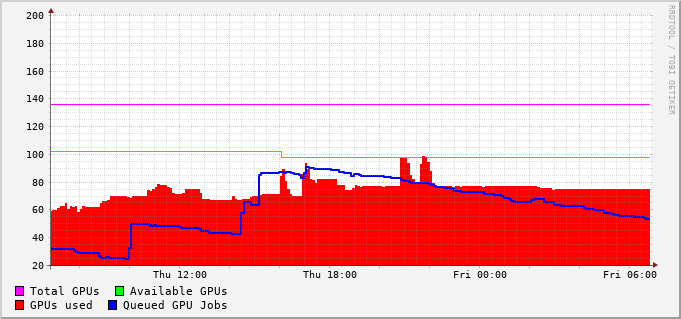 200
180
160
140
120
100
80
60
40
20
Thu 12:00 Thu 18:00 Fri 00:00 Fri 06:00
Total GPUs Available GPUs
GPUs used Queued GPU Jobs
RRDTOOL / TOBI OETIKER